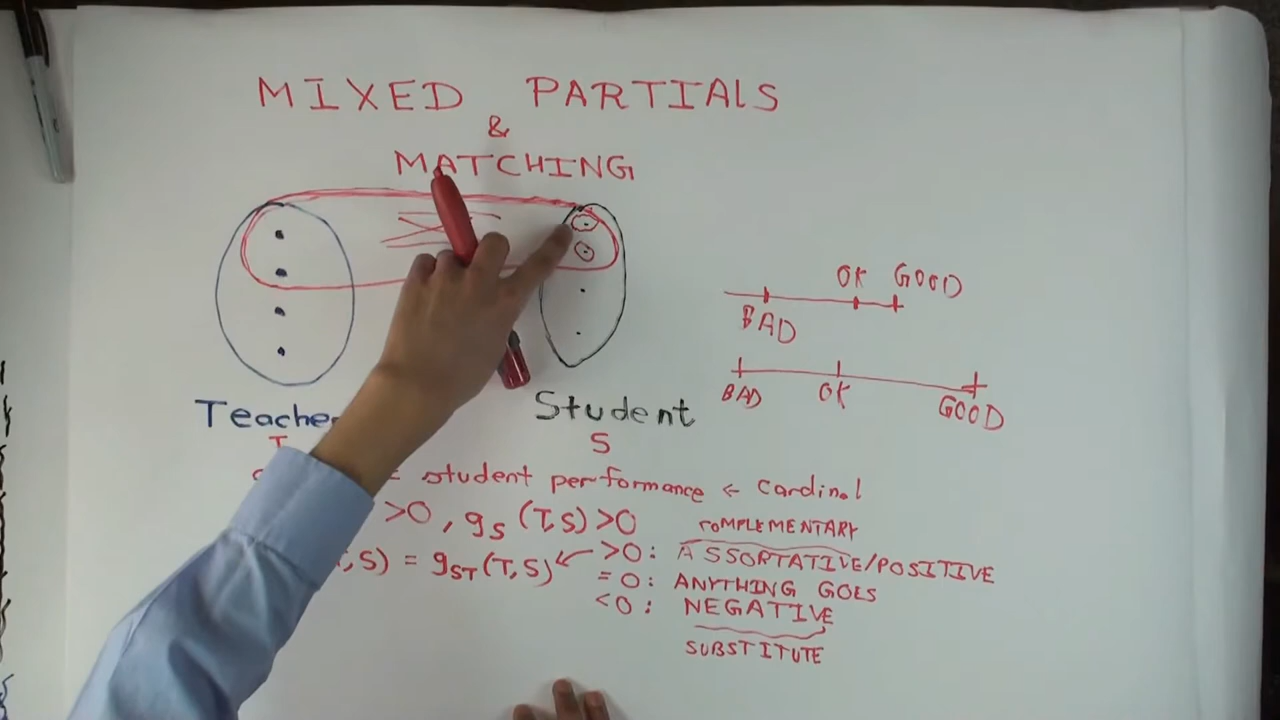 MIXED PARTIALS
&
MATCHING
OK GOOD
BAD
BAD OK GOOD
Student
S
= student performance ← cardinal
>0, gS (T,S) >0
COMPLEMENTARY
,S) = gST (T,S) ← >0: ASSORTATIVE/POSITIVE
=0: ANYTHING GOES
<0: NEGATIVE
SUBSTITUTE